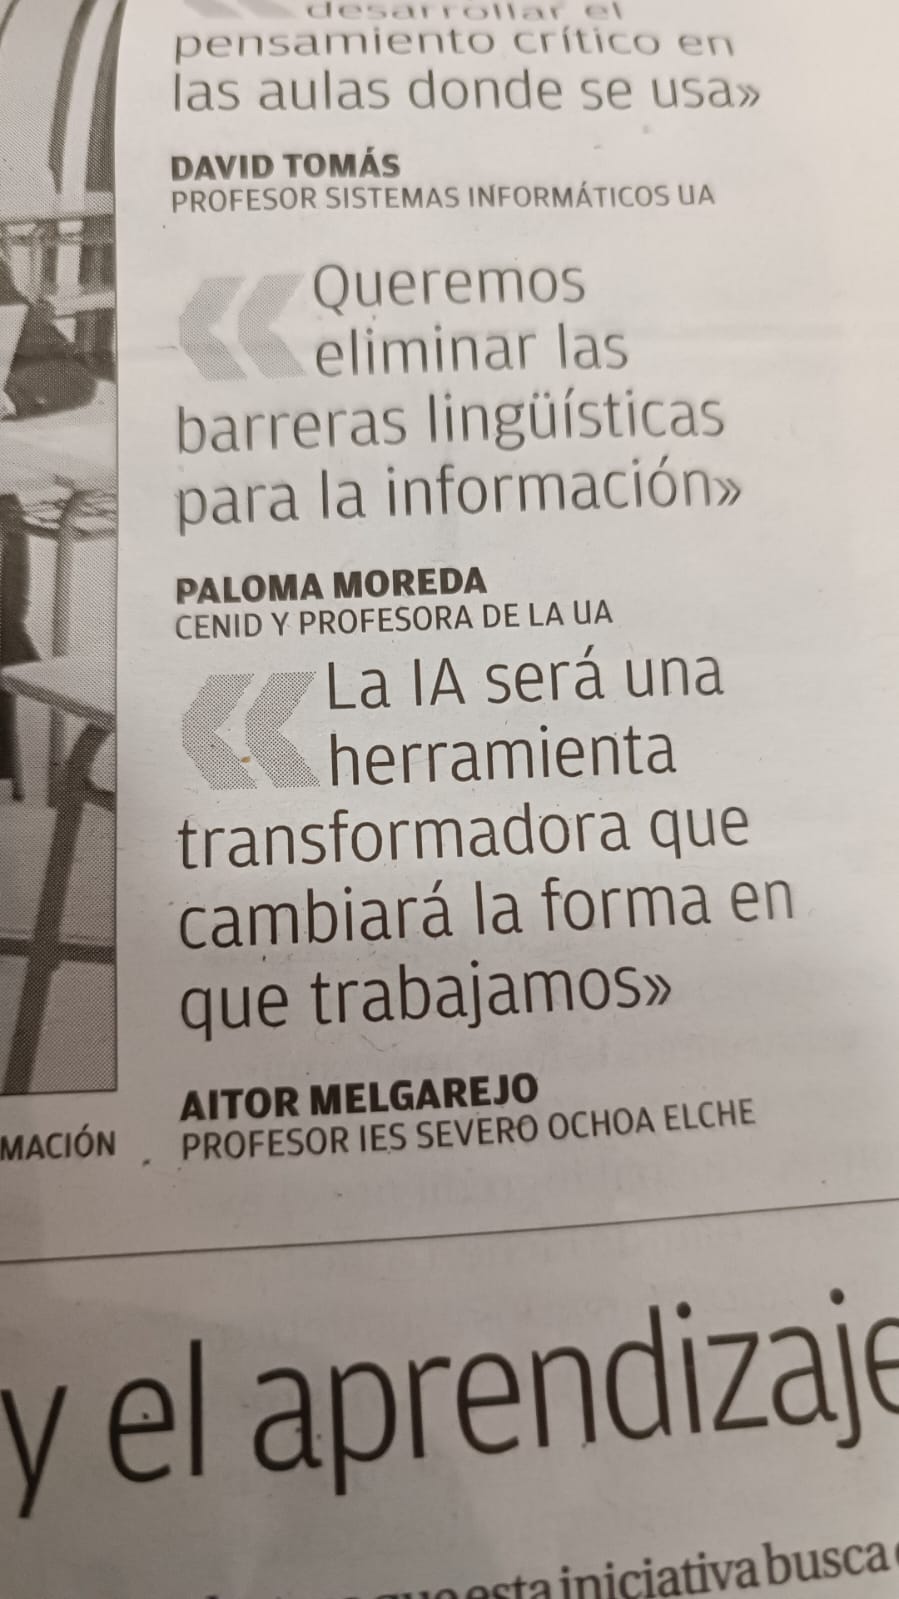 desarrollar el
pensamiento crítico en
las aulas donde se usa»
DAVID TOMÁS
PROFESOR SISTEMAS INFORMÁTICOS UA
«Queremos
eliminar las
barreras lingüísticas
para la información»
PALOMA MOREDA
CENID Y PROFESORA DE LA UA
«La IA será una
herramienta
transformadora que
cambiará la forma en
que trabajamos»
AITOR MELGAREJO
PROFESOR IES SEVERO OCHOA ELCHE
MACIÓN
y el aprendizaje
esta iniciativa busca